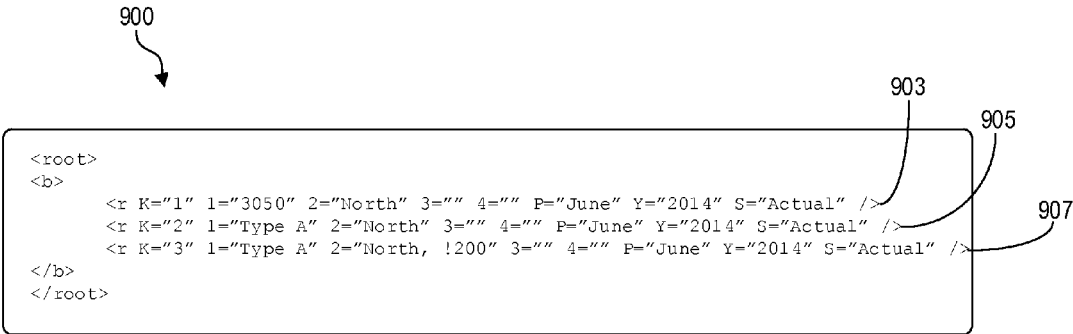 900
903
905
907
<root>
<b>
<r K=”1” 1=”3050” 2=”North” 3=”” 4=”” P=”June” Y=”2014” S=”Actual” />
<r K=”2” 1=”Type A” 2=”North” 3=”” 4=”” P=”June” Y=”2014” S=”Actual” />
<r K=”3” 1=”Type A” 2=”North, !200” 3=”” 4=”” P=”June” Y=”2014” S=”Actual” />
</b>
</root>